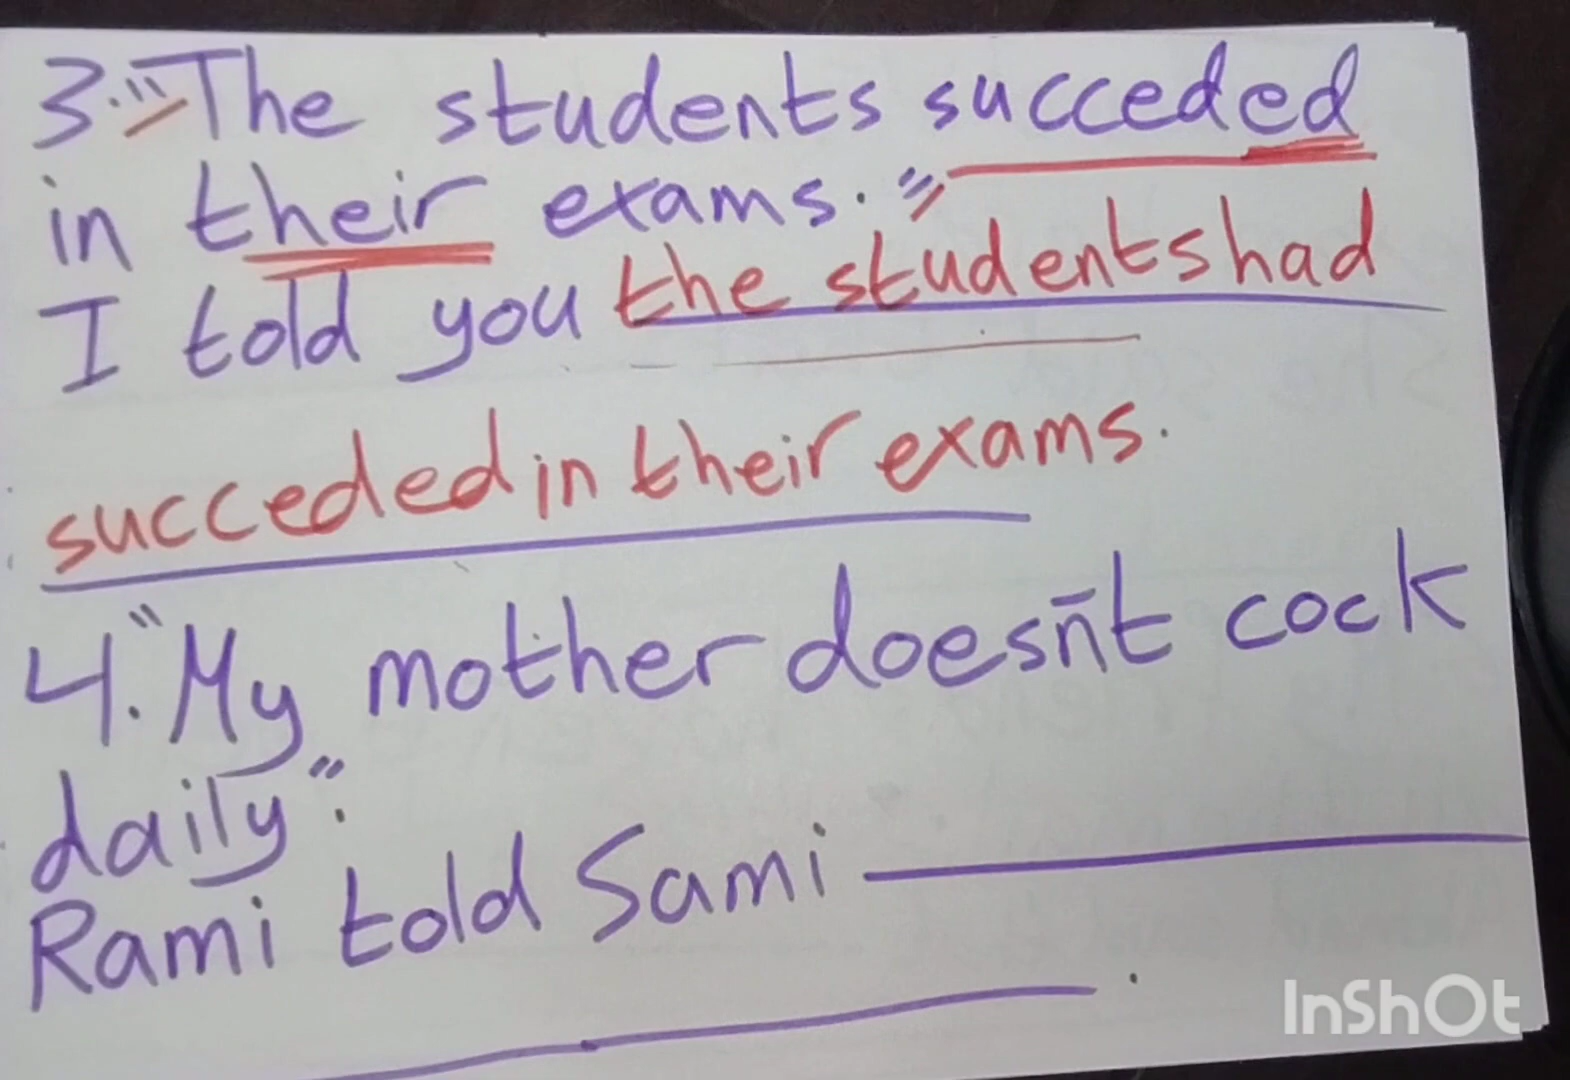 3. "The students succeded
in their exams."
I told you the students had
succeded in their exams.
4. "My mother doesn't cock
daily".
Rami told Sami
.
InShOt